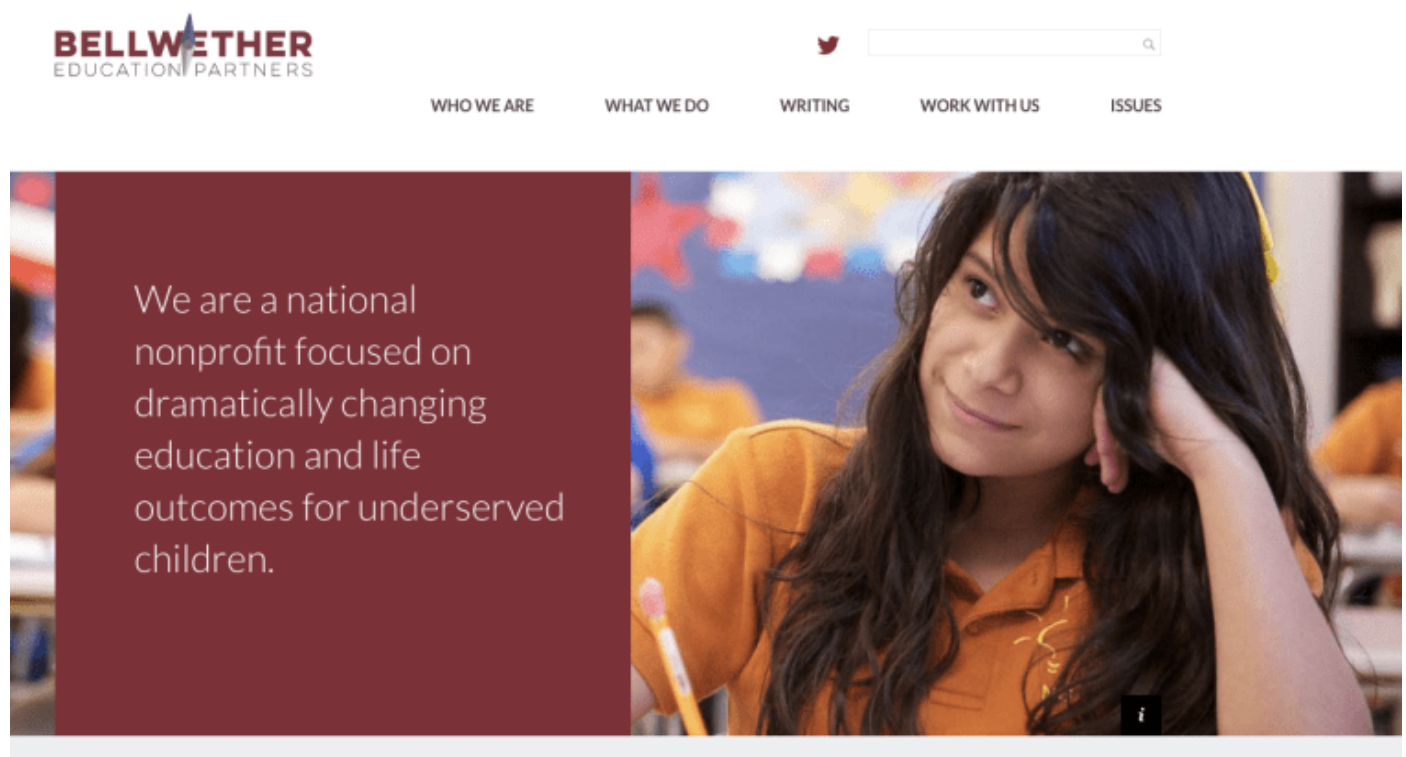 BELLWETHER
EDUCATION PARTNERS
WHO WE ARE WHAT WE DO WRITING WORK WITH US ISSUES
We are a national
nonprofit focused on
dramatically changing
education and life
outcomes for underserved
children.